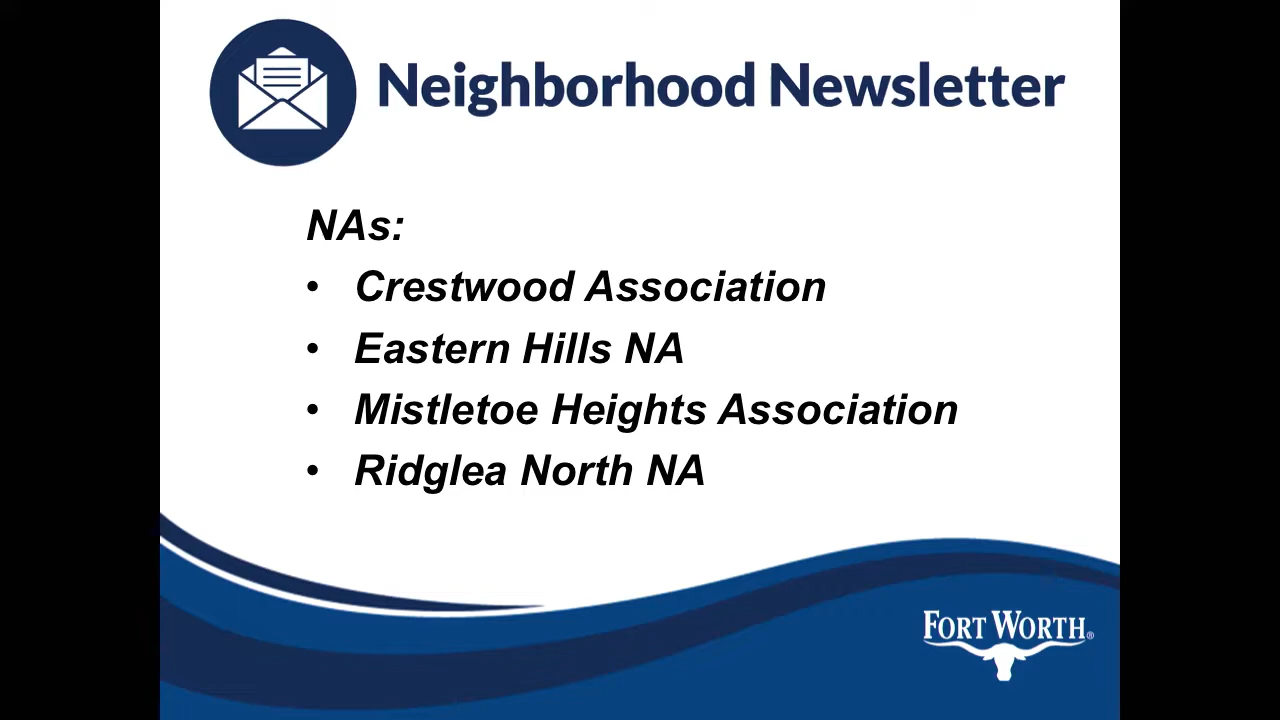 Neighborhood Newsletter
NAs:
• Crestwood Association
• Eastern Hills NA
• Mistletoe Heights Association
• Ridglea North NA
FORT WORTH®